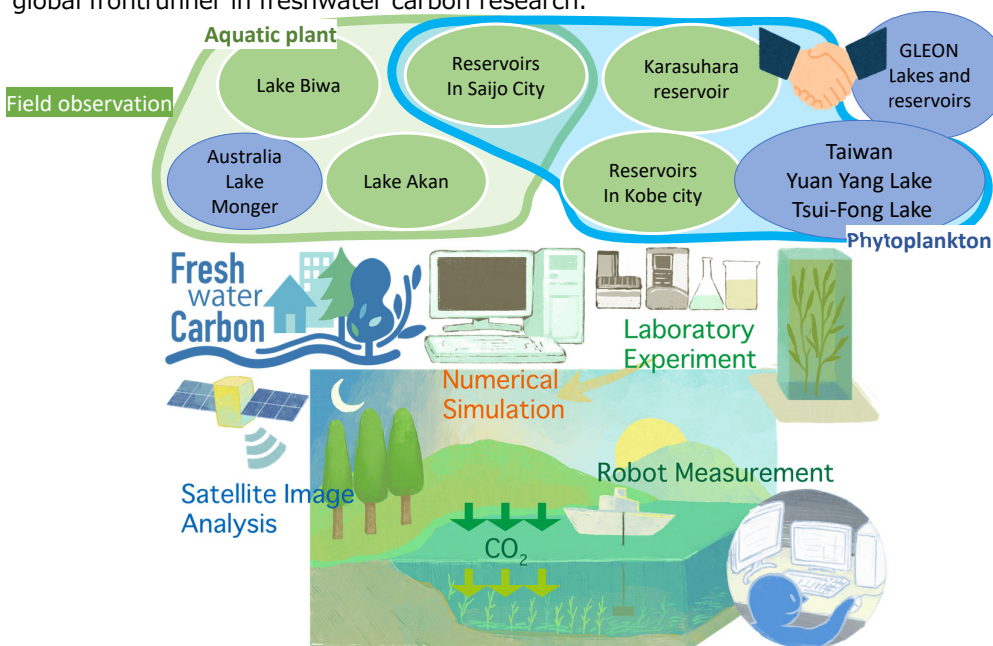 global frontrunner in freshwater carbon research.
Aquatic plant
Field observation
Lake Biwa
Reservoirs
In Saijo City
Karasuhara
reservoir
GLEON
Lakes and
reservoirs
Australia
Lake
Monger
Lake Akan
Reservoirs
In Kobe city
Taiwan
Yuan Yang Lake
Tsui-Fong Lake
Phytoplankton
Fresh
water
Carbon
Laboratory
Experiment
Numerical
Simulation
Robot Measurement
Satellite Image
Analysis
CO₂